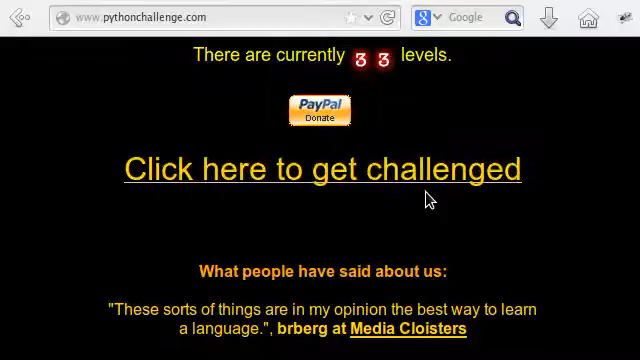 www.pythonchallenge.com
Google
There are currently 33 levels.
PayPal
Donate
Click here to get challenged
What people have said about us:
"These sorts of things are in my opinion the best way to learn
a language.", brberg at Media Cloisters